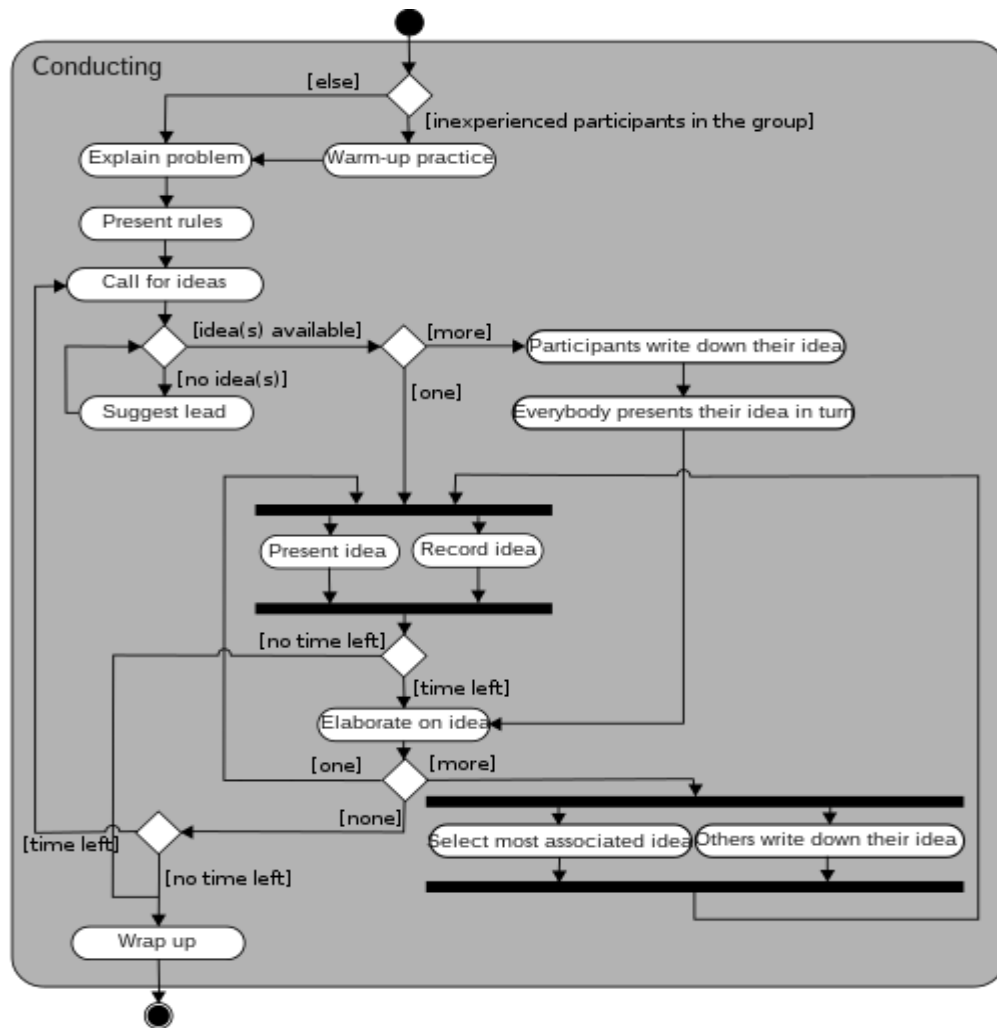 Conducting
[else]
[inexperienced participants in the group]
Explain problem
Warm-up practice
Present rules
Call for ideas
[idea(s) available]
[more]
Participants write down their idea
[no idea(s)]
[one]
Suggest lead
Everybody presents their idea in turn
Present idea
Record idea
[no time left]
[time left]
Elaborate on idea
[one]
[more]
[none]
[time left]
Select most associated idea
Others write down their idea
[no time left]
Wrap up